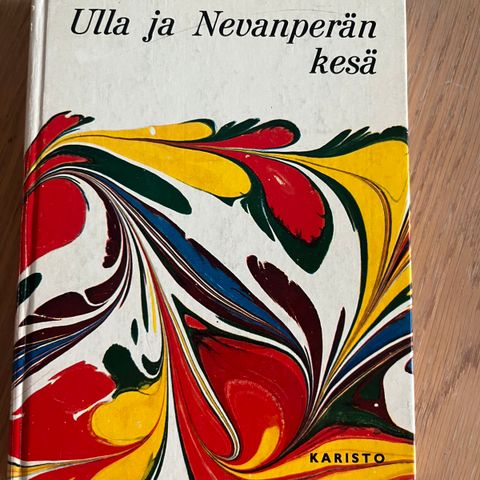 Ulla ja Nevanperän
kesä
KARISTO